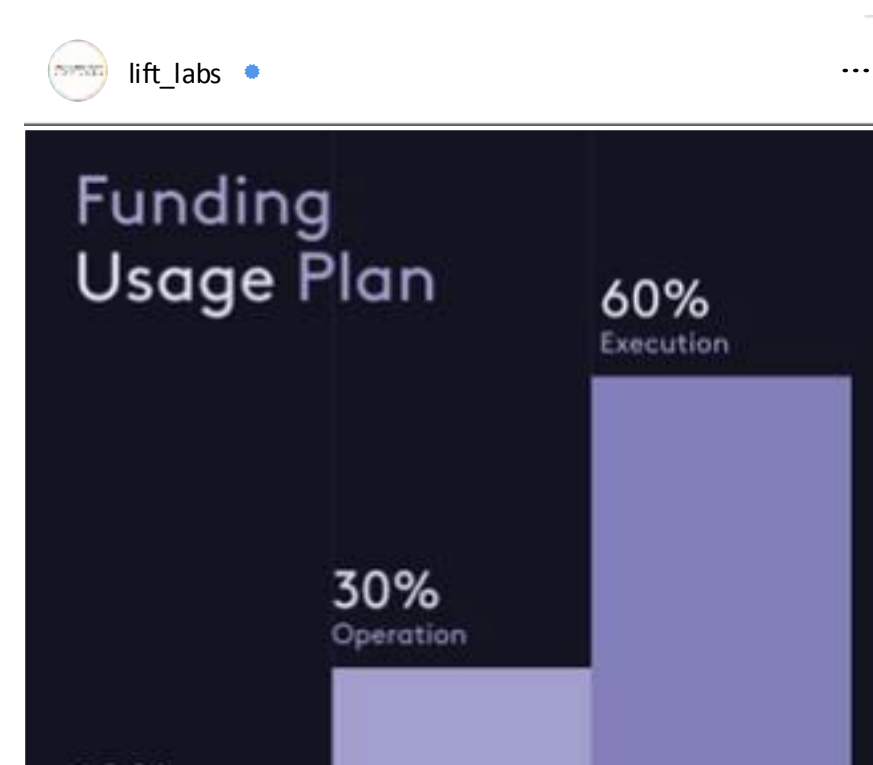 lift_labs
Funding
Usage Plan
60%
Execution
30%
Operation